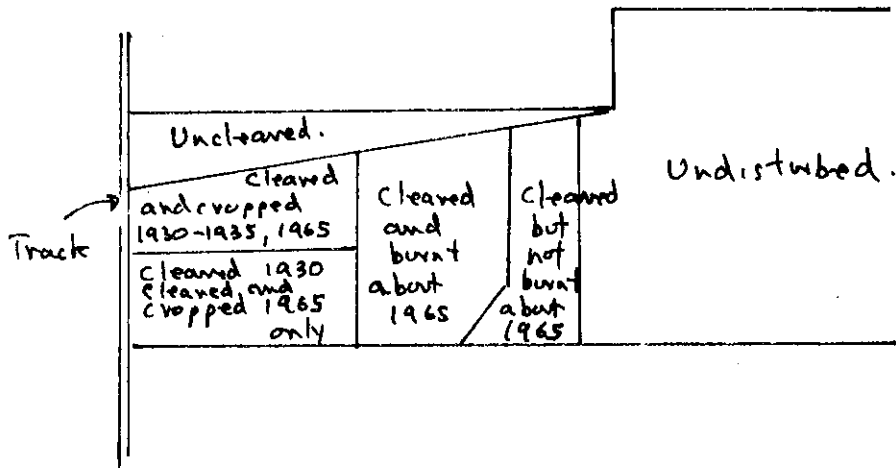 Uncleared.
Undisturbed.
Track
Cleared
and cropped
1930-1935, 1965
Cleared 1930
cleared and
cropped 1965
only
Cleared
and
burnt
about
1965
Cleared
but
not
burnt
about
1965